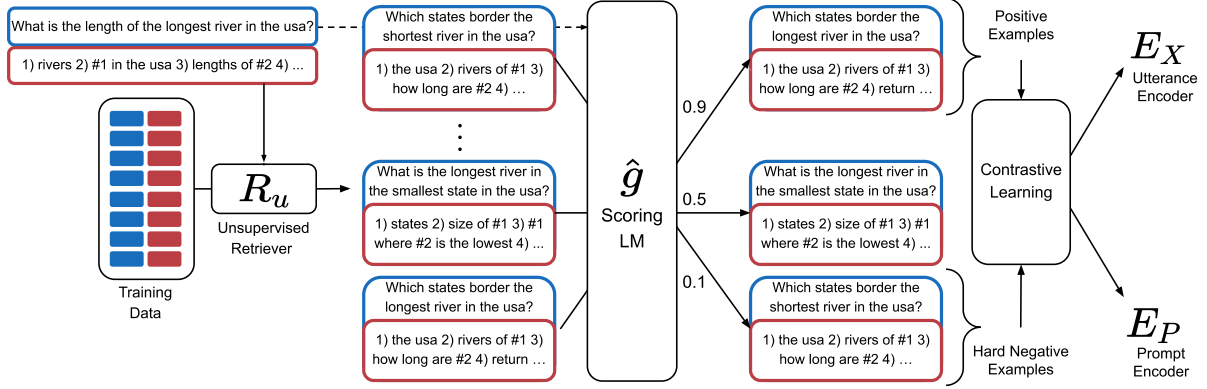 What is the length of the longest river in the usa?
1) rivers 2) #1 in the usa 3) lengths of #2 4) ...
Training
Data
R_u
Unsupervised
Retriever
Which states border the
shortest river in the usa?
1) the usa 2) rivers of #1 3)
how long are #2 4) …
What is the longest river in
the smallest state in the usa?
1) states 2) size of #1 3) #1
where #2 is the lowest 4) ...
Which states border the
longest river in the usa?
1) the usa 2) rivers of #1 3)
how long are #2 4) return …
ĝ
Scoring
LM
0.9
0.5
0.1
Which states border the
longest river in the usa?
1) the usa 2) rivers of #1 3)
how long are #2 4) return …
What is the longest river in
the smallest state in the usa?
1) states 2) size of #1 3) #1
where #2 is the lowest 4) ...
Which states border the
shortest river in the usa?
1) the usa 2) rivers of #1 3)
how long are #2 4) …
Positive
Examples
Contrastive
Learning
Hard Negative
Examples
E_X
Utterance
Encoder
E_P
Prompt
Encoder